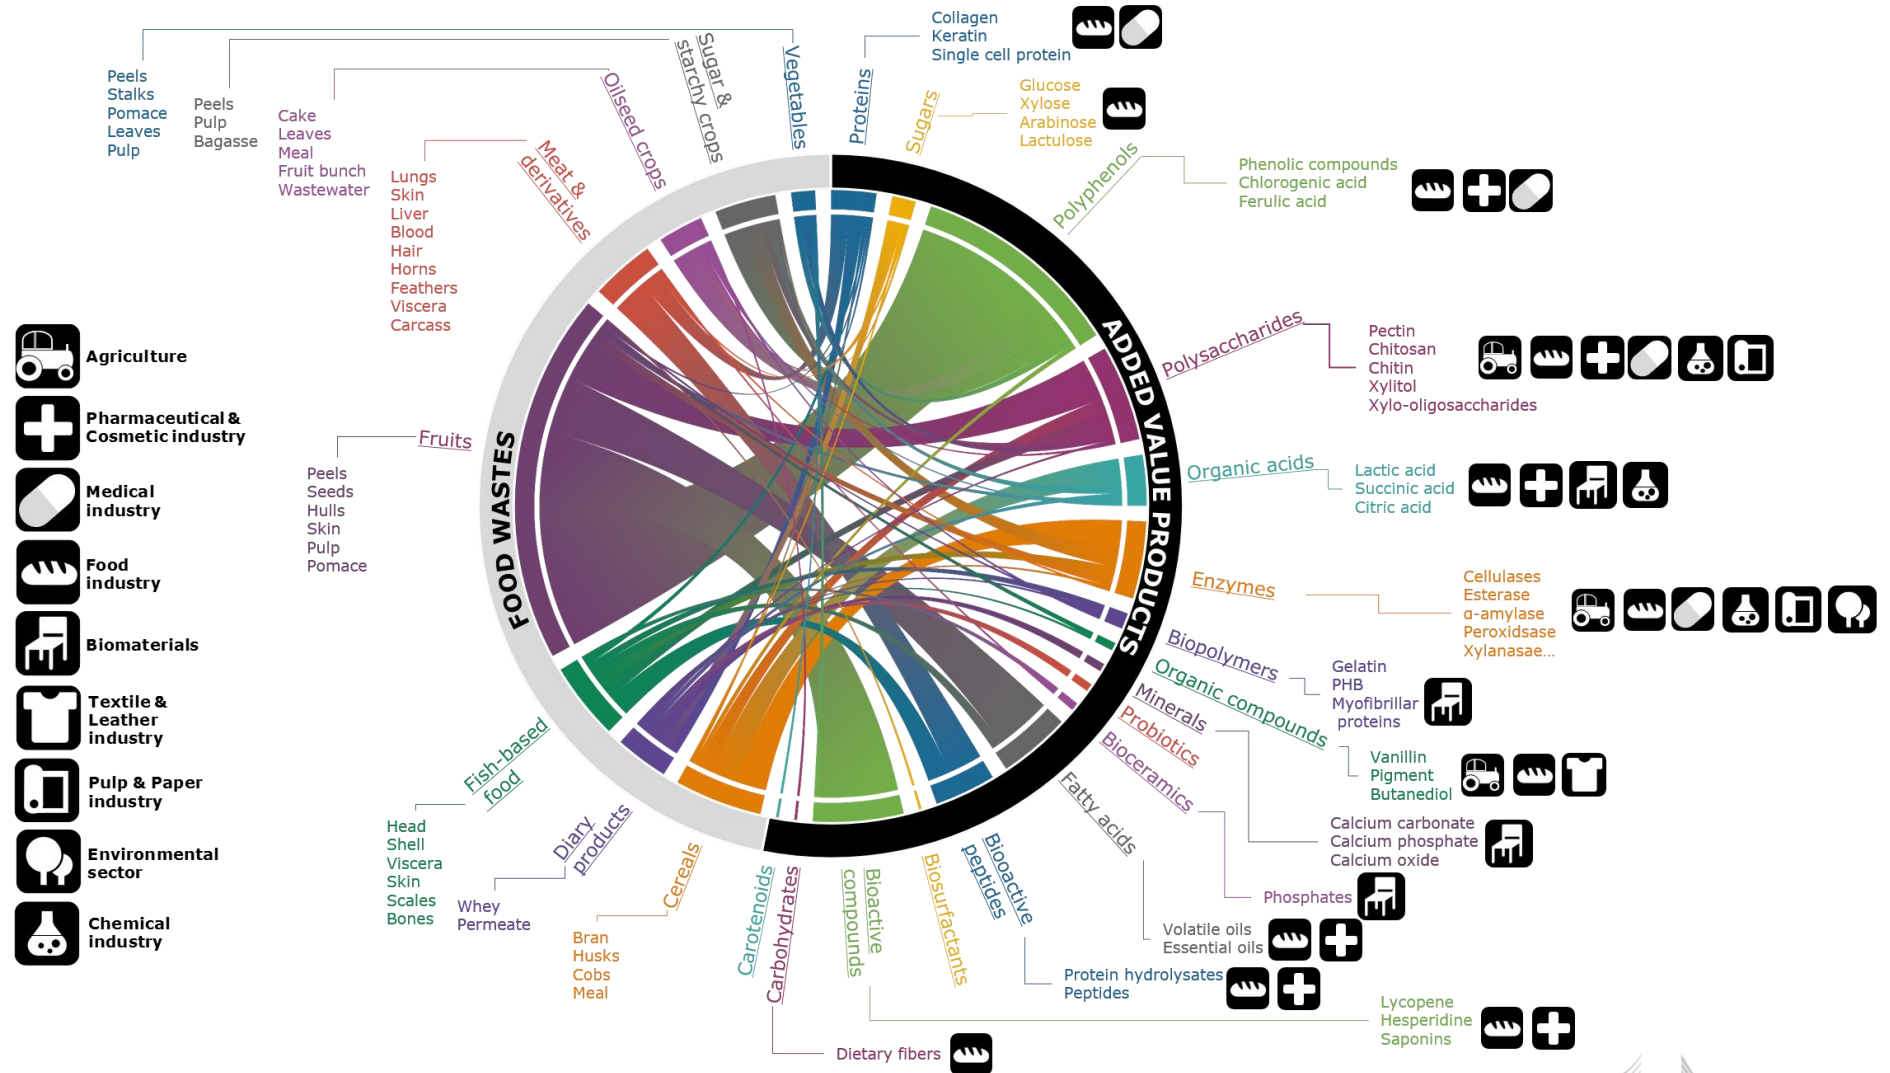 Vegetables
Peels
Stalks
Pomace
Leaves
Pulp
Sugar &
starchy crops
Peels
Pulp
Bagasse
Oilseed crops
Cake
Leaves
Meal
Fruit bunch
Wastewater
Meat &
derivatives
Lungs
Skin
Liver
Blood
Hair
Horns
Feathers
Viscera
Carcass
Fruits
Peels
Seeds
Hulls
Skin
Pulp
Pomace
Fish-based
food
Head
Shell
Viscera
Skin
Scales
Bones
Diary
products
Whey
Permeate
Cereals
Bran
Husks
Cobs
Meal
FOOD WASTES
ADDED VALUE PRODUCTS
Proteins
Collagen
Keratin
Single cell protein
Sugars
Glucose
Xylose
Arabinose
Lactulose
Polyphenols
Phenolic compounds
Chlorogenic acid
Ferulic acid
Polysaccharides
Pectin
Chitosan
Chitin
Xylitol
Xylo-oligosaccharides
Organic acids
Lactic acid
Succinic acid
Citric acid
Enzymes
Cellulases
Esterase
α-amylase
Peroxidsase
Xylanasae...
Biopolymers
Gelatin
PHB
Myofibrillar
proteins
Organic compounds
Vanillin
Pigment
Butanediol
Minerals
Calcium carbonate
Calcium phosphate
Calcium oxide
Probiotics
Bioceramics
Phosphates
Fatty acids
Volatile oils
Essential oils
Biooactive
peptides
Protein hydrolysates
Peptides
Biosurfactants
Bioactive
compounds
Lycopene
Hesperidine
Saponins
Carbohydrates
Dietary fibers
Carotenoids
Agriculture
Pharmaceutical &
Cosmetic industry
Medical
industry
Food
industry
Biomaterials
Textile &
Leather
industry
Pulp & Paper
industry
Environmental
sector
Chemical
industry